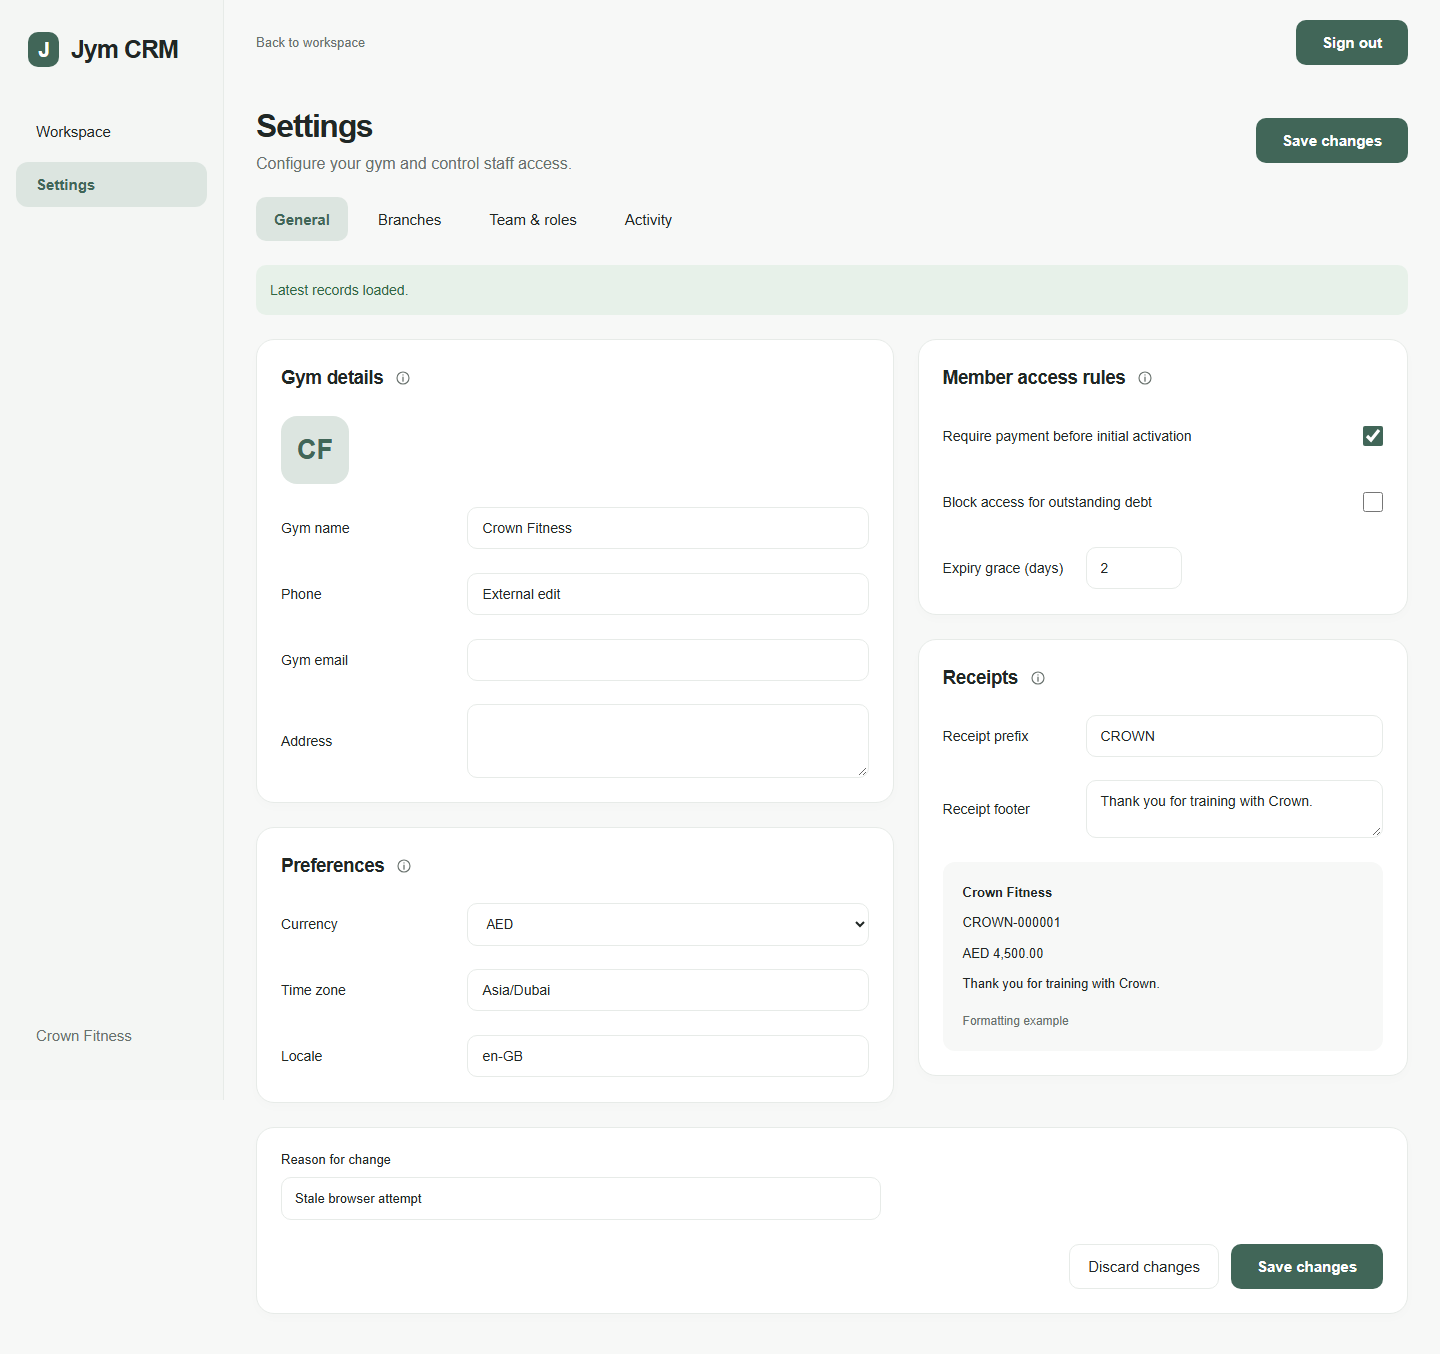 J Jym CRM
Back to workspace
Sign out
Workspace
Settings
Settings
Configure your gym and control staff access.
Save changes
General
Branches
Team & roles
Activity
Latest records loaded.
Gym details
CF
Gym name
Crown Fitness
Phone
External edit
Gym email
Address
Member access rules
Require payment before initial activation
Block access for outstanding debt
Expiry grace (days)
2
Receipts
Receipt prefix
CROWN
Receipt footer
Thank you for training with Crown.
Crown Fitness
CROWN-000001
AED 4,500.00
Thank you for training with Crown.
Formatting example
Preferences
Currency
AED
Time zone
Asia/Dubai
Locale
en-GB
Crown Fitness
Reason for change
Stale browser attempt
Discard changes
Save changes